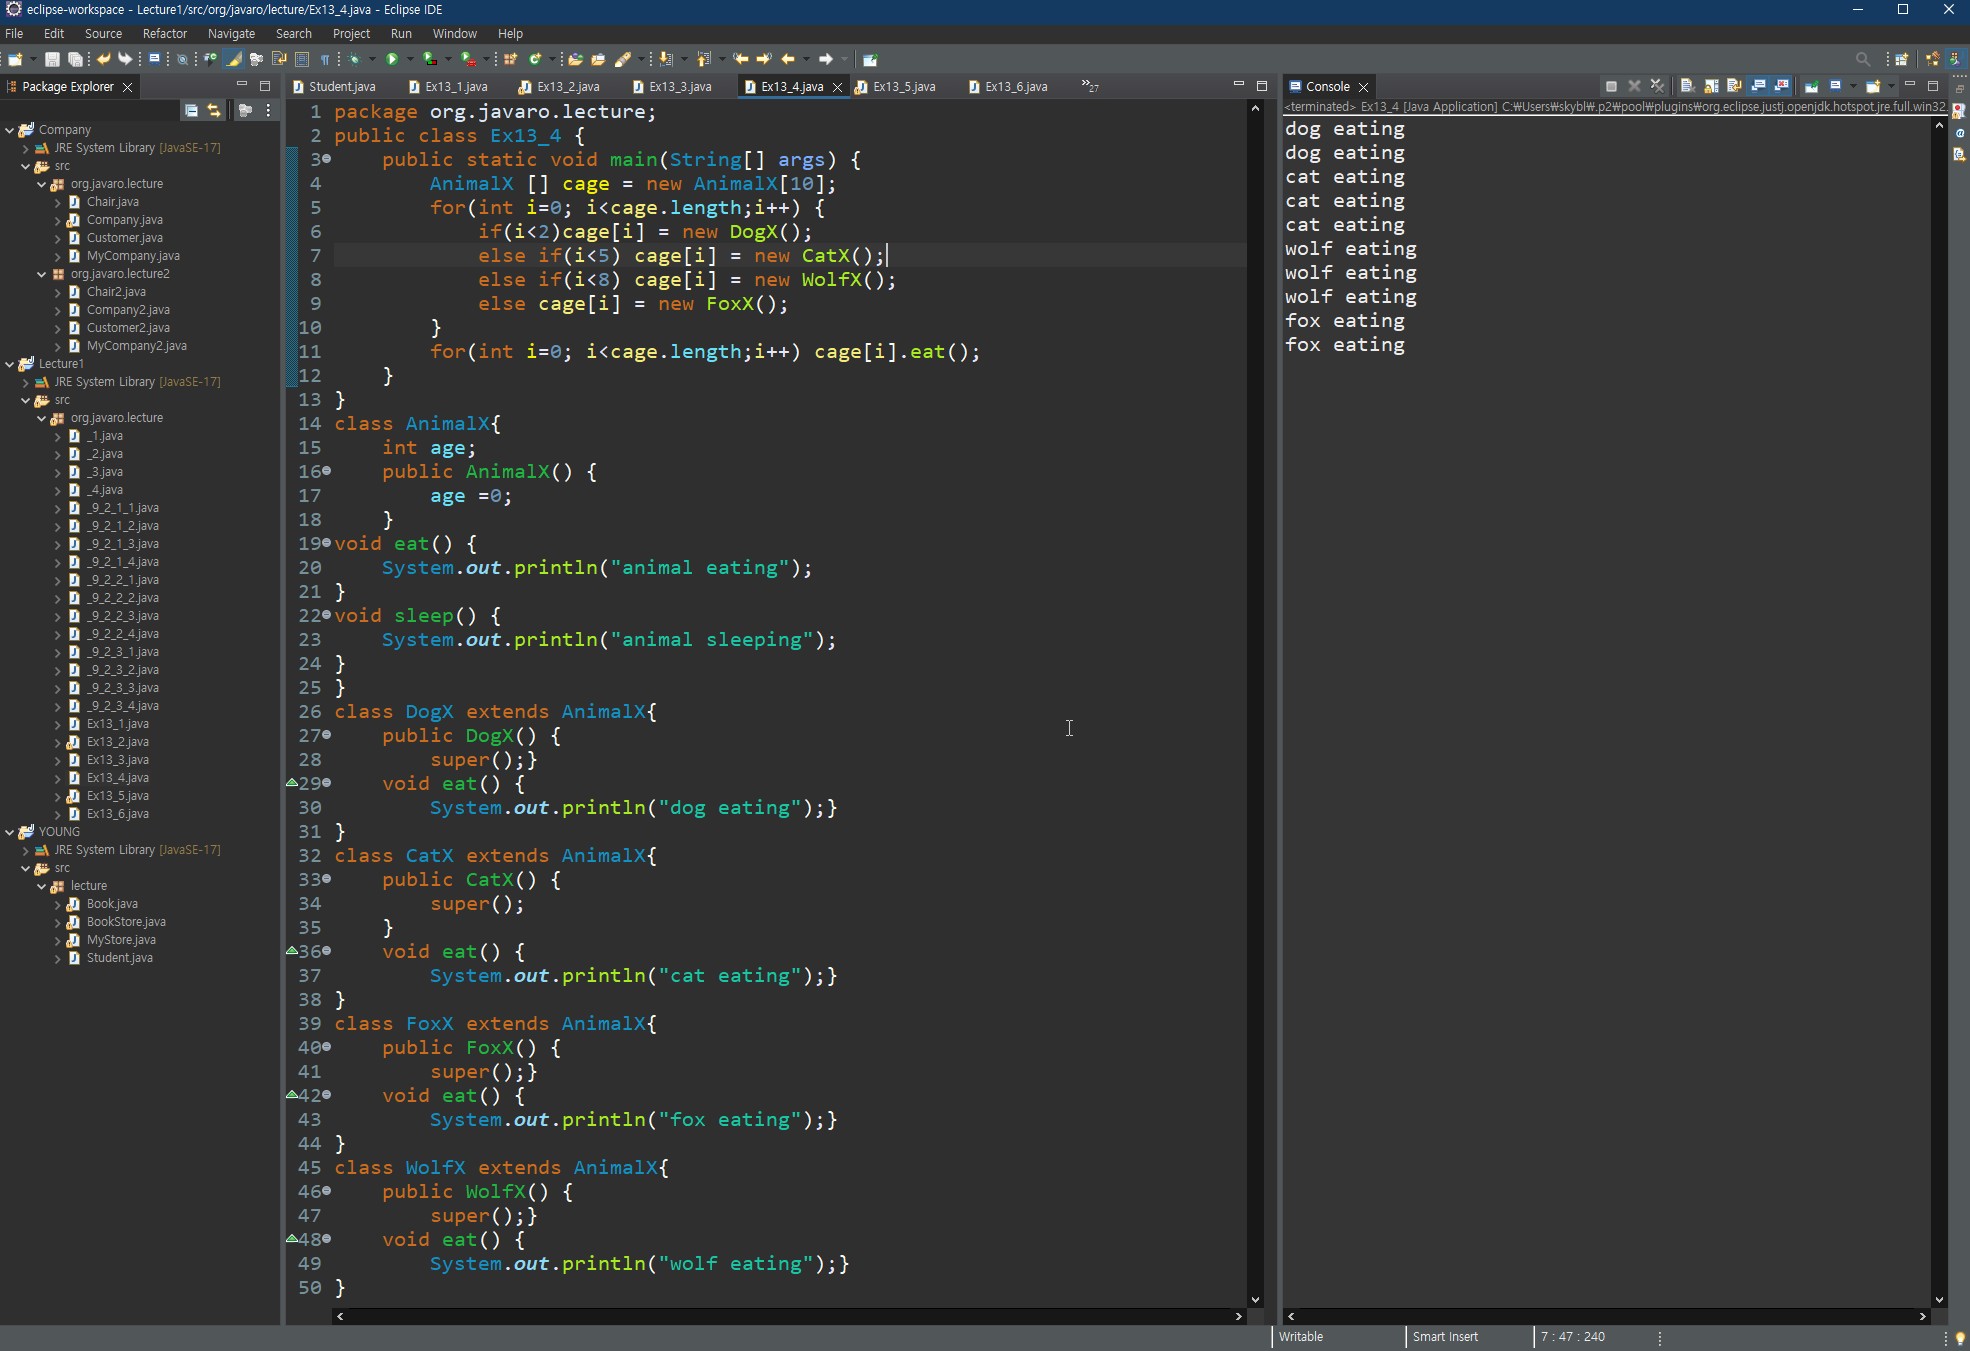 eclipse-workspace - Lecture1/src/org/javaro/lecture/Ex13_4.java - Eclipse IDE
File Edit Source Refactor Navigate Search Project Run Window Help
Package Explorer
Company
JRE System Library [JavaSE-17]
src
org.javaro.lecture
Chair.java
Company.java
Customer.java
MyCompany.java
org.javaro.lecture2
Chair2.java
Company2.java
Customer2.java
MyCompany2.java
Lecture1
JRE System Library [JavaSE-17]
src
org.javaro.lecture
_1.java
_2.java
_3.java
_4.java
_9_2_1_1.java
_9_2_1_2.java
_9_2_1_3.java
_9_2_1_4.java
_9_2_2_1.java
_9_2_2_2.java
_9_2_2_3.java
_9_2_2_4.java
_9_2_3_1.java
_9_2_3_2.java
_9_2_3_3.java
_9_2_3_4.java
Ex13_1.java
Ex13_2.java
Ex13_3.java
Ex13_4.java
Ex13_5.java
Ex13_6.java
YOUNG
JRE System Library [JavaSE-17]
src
lecture
Book.java
BookStore.java
MyStore.java
Student.java
Student.java Ex13_1.java Ex13_2.java Ex13_3.java Ex13_4.java Ex13_5.java Ex13_6.java »27
1 package org.javaro.lecture;
2 public class Ex13_4 {
3 public static void main(String[] args) {
4 AnimalX [] cage = new AnimalX[10];
5 for(int i=0; i<cage.length;i++) {
6 if(i<2)cage[i] = new DogX();
7 else if(i<5) cage[i] = new CatX();
8 else if(i<8) cage[i] = new WolfX();
9 else cage[i] = new FoxX();
10 }
11 for(int i=0; i<cage.length;i++) cage[i].eat();
12 }
13 }
14 class AnimalX{
15 int age;
16 public AnimalX() {
17 age =0;
18 }
19 void eat() {
20 System.out.println("animal eating");
21 }
22 void sleep() {
23 System.out.println("animal sleeping");
24 }
25 }
26 class DogX extends AnimalX{
27 public DogX() {
28 super();}
29 void eat() {
30 System.out.println("dog eating");}
31 }
32 class CatX extends AnimalX{
33 public CatX() {
34 super();
35 }
36 void eat() {
37 System.out.println("cat eating");}
38 }
39 class FoxX extends AnimalX{
40 public FoxX() {
41 super();}
42 void eat() {
43 System.out.println("fox eating");}
44 }
45 class WolfX extends AnimalX{
46 public WolfX() {
47 super();}
48 void eat() {
49 System.out.println("wolf eating");}
50 }
Console
<terminated> Ex13_4 [Java Application] C:₩Users₩skybl₩.p2₩pool₩plugins₩org.eclipse.justj.openjdk.hotspot.jre.full.win32.
dog eating
dog eating
cat eating
cat eating
cat eating
wolf eating
wolf eating
wolf eating
fox eating
fox eating
Writable Smart Insert 7 : 47 : 240